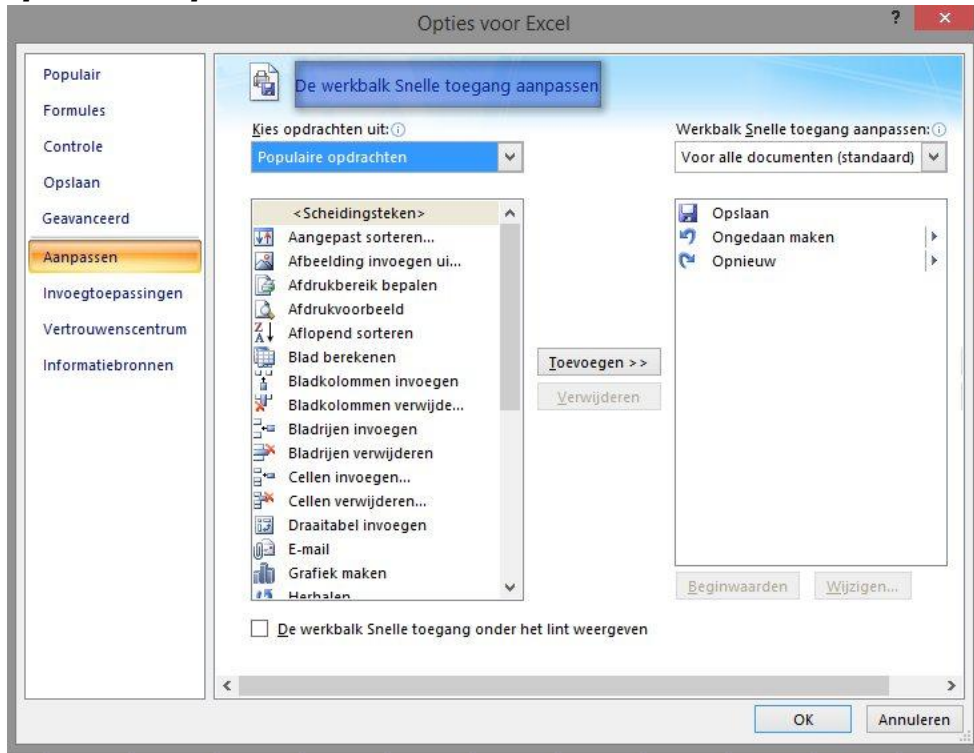 Opties voor Excel
?
×
Populair
Formules
Controle
Opslaan
Geavanceerd
Aanpassen
Invoegtoepassingen
Vertrouwenscentrum
Informatiebronnen
De werkbalk Snelle toegang aanpassen
Kies opdrachten uit:
Populaire opdrachten
<Scheidingsteken>
Aangepast sorteren...
Afbeelding invoegen ui...
Afdrukbereik bepalen
Afdrukvoorbeeld
Aflopend sorteren
Blad berekenen
Bladkolommen invoegen
Bladkolommen verwijde...
Bladrijen invoegen
Bladrijen verwijderen
Cellen invoegen...
Cellen verwijderen...
Draaitabel invoegen
E-mail
Grafiek maken
Herhalen
Toevoegen >>
Verwijderen
Werkbalk Snelle toegang aanpassen:
Voor alle documenten (standaard)
Opslaan
Ongedaan maken
Opnieuw
Beginwaarden
Wijzigen...
De werkbalk Snelle toegang onder het lint weergeven
OK
Annuleren